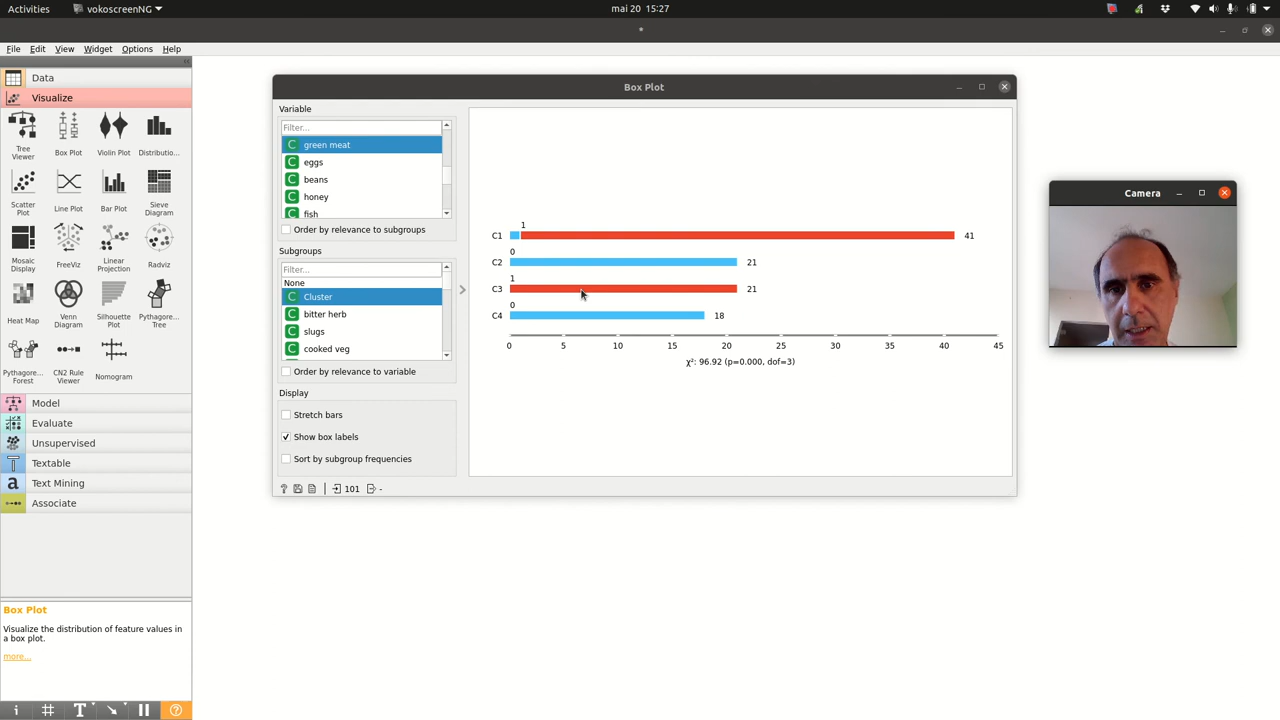 Activities
vokoscreenNG
mai 20 15:27
File Edit View Widget Options Help
Data
Visualize
Tree Viewer
Box Plot
Violin Plot
Distributio...
Scatter Plot
Line Plot
Bar Plot
Sieve Diagram
Mosaic Display
FreeViz
Linear Projection
Radviz
Heat Map
Venn Diagram
Silhouette Plot
Pythagore... Tree
Pythagore... Forest
CN2 Rule Viewer
Nomogram
Model
Evaluate
Unsupervised
Textable
Text Mining
Associate
Box Plot
Visualize the distribution of feature values in
a box plot.
more...
Box Plot
Variable
Filter...
C green meat
C eggs
C beans
C honey
C fish
Order by relevance to subgroups
Subgroups
Filter...
None
C Cluster
C bitter herb
C slugs
C cooked veg
Order by relevance to variable
Display
Stretch bars
Show box labels
Sort by subgroup frequencies
101 -
1
C1 41
0
C2 21
1
C3 21
0
C4 18
0 5 10 15 20 25 30 35 40 45
χ²: 96.92 (p=0.000, dof=3)
Camera